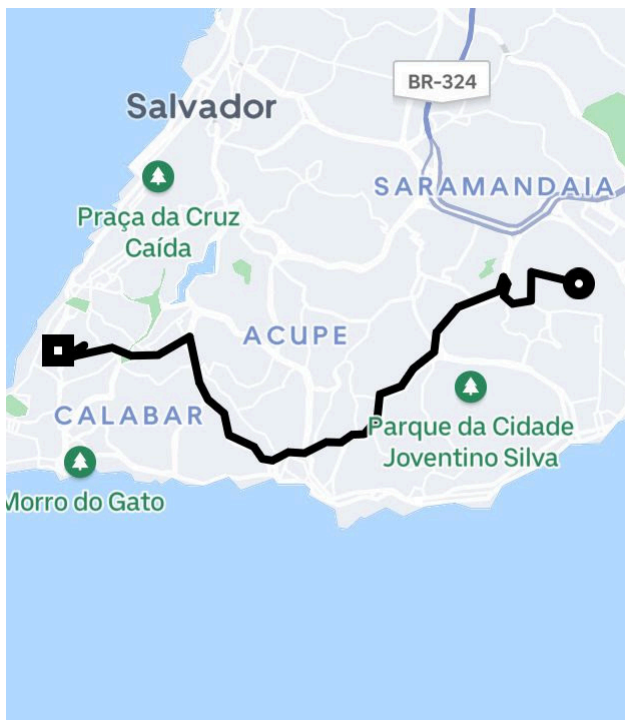 BR-324
Salvador
SARAMANDAIA
Praça da Cruz
Caída
ACUPE
CALABAR
Parque da Cidade
Joventino Silva
Morro do Gato